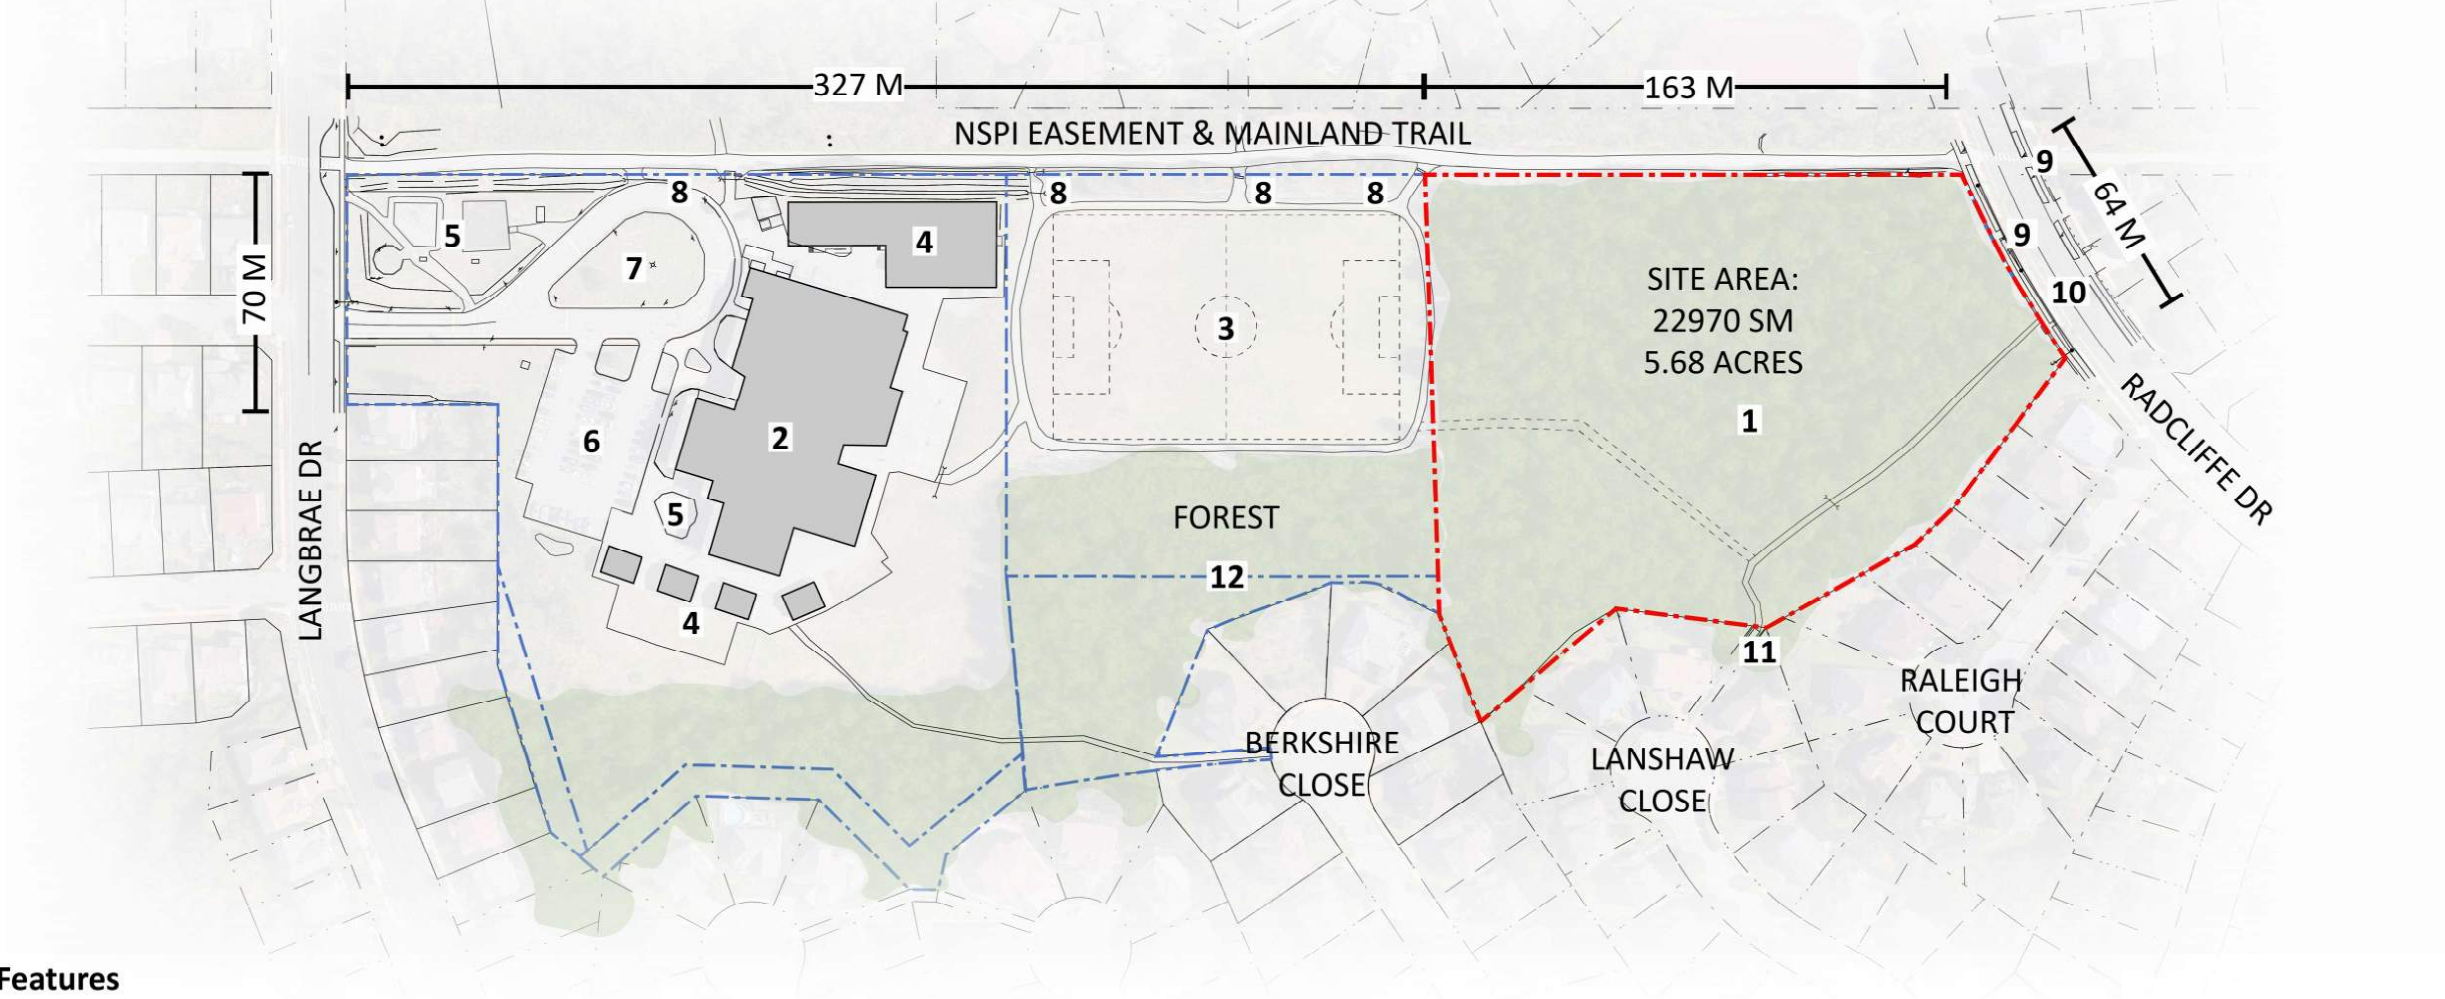 327 M
163 M
NSPI EASEMENT & MAINLAND TRAIL
9
64 M
8
8
8
8
5
4
9
70 M
7
SITE AREA:
22970 SM
5.68 ACRES
10
3
1
6
2
RADCLIFFE DR
LANGBRAE DR
5
FOREST
12
4
11
RALEIGH
COURT
BERKSHIRE
CLOSE
LANSHAW
CLOSE
Features